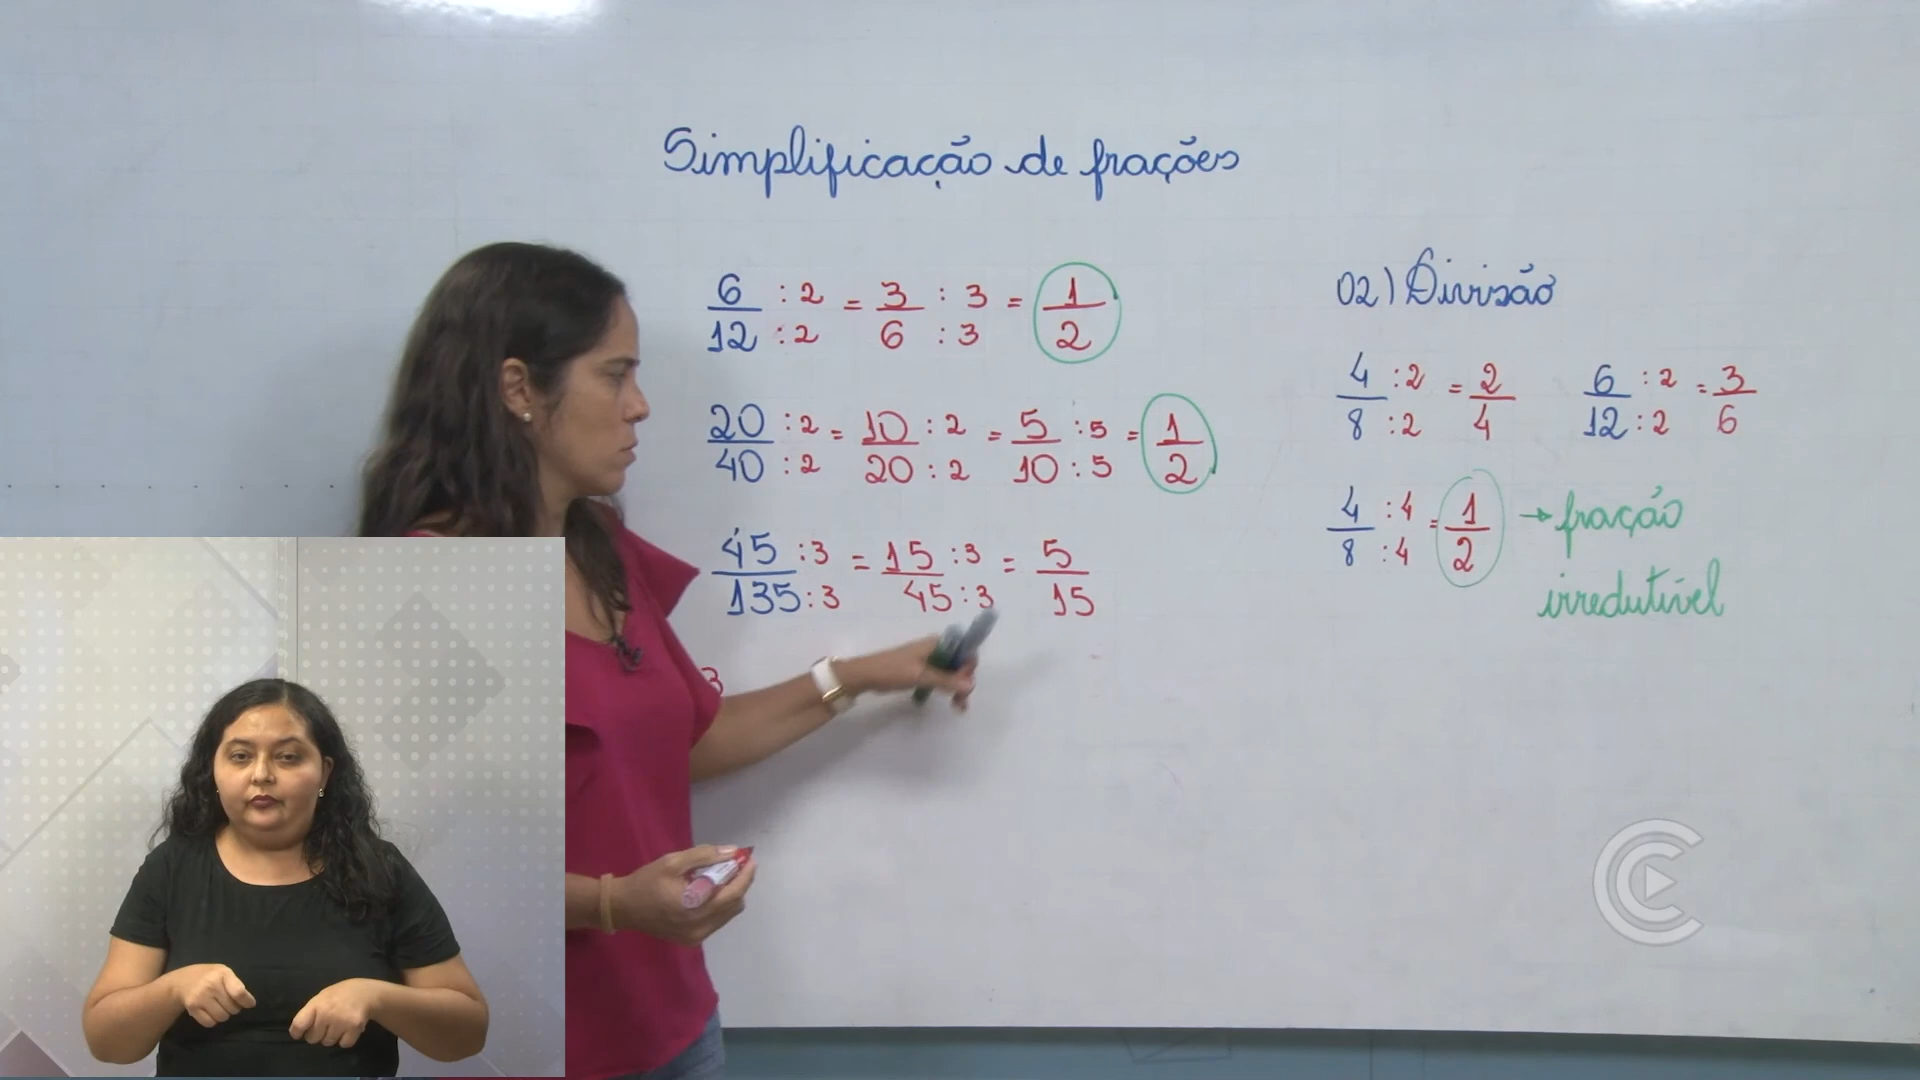 Simplificação de frações
6/12 :2/:2 = 3/6 :3/:3 = 1/2
20/40 :2/:2 = 10/20 :2/:2 = 5/10 :5/:5 = 1/2
45/135 :3/:3 = 15/45 :3/:3 = 5/15
3
02) Divisão
4/8 :2/:2 = 2/4 6/12 :2/:2 = 3/6
4/8 :4/:4 = 1/2 → fração
irredutível